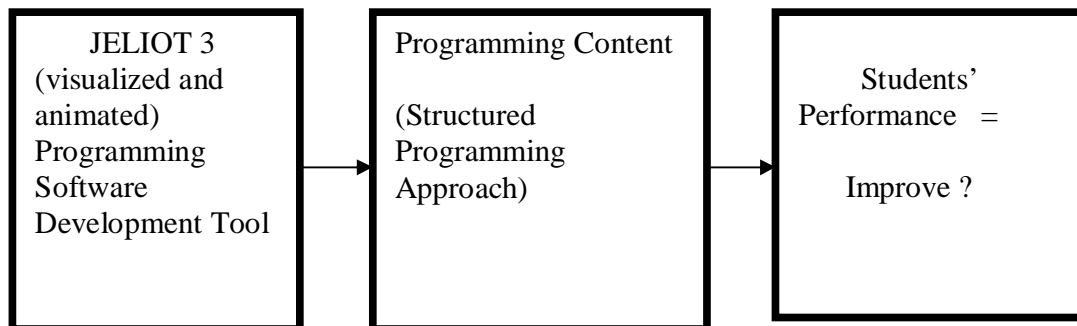 JELIOT 3
(visualized and
animated)
Programming
Software
Development Tool
Programming Content
(Structured
Programming
Approach)
Students’
Performance =
Improve ?